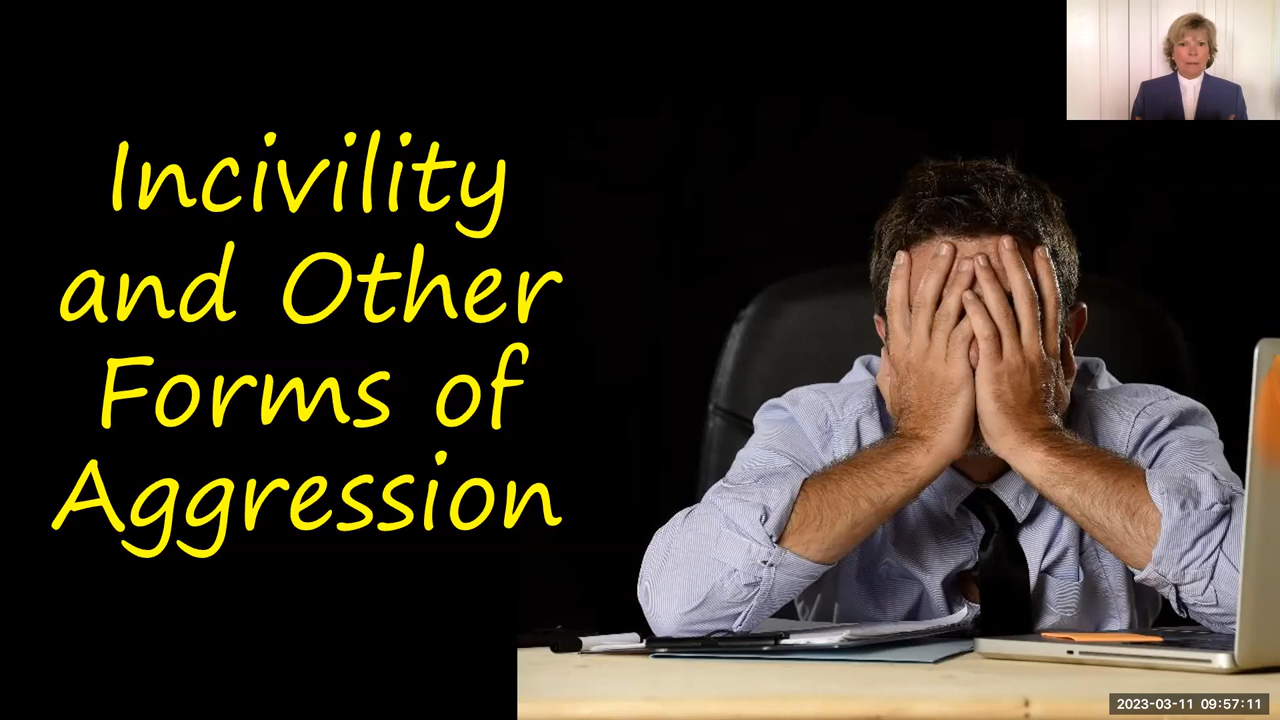 Incivility
and Other
Forms of
Aggression
2023-03-11 09:57:11